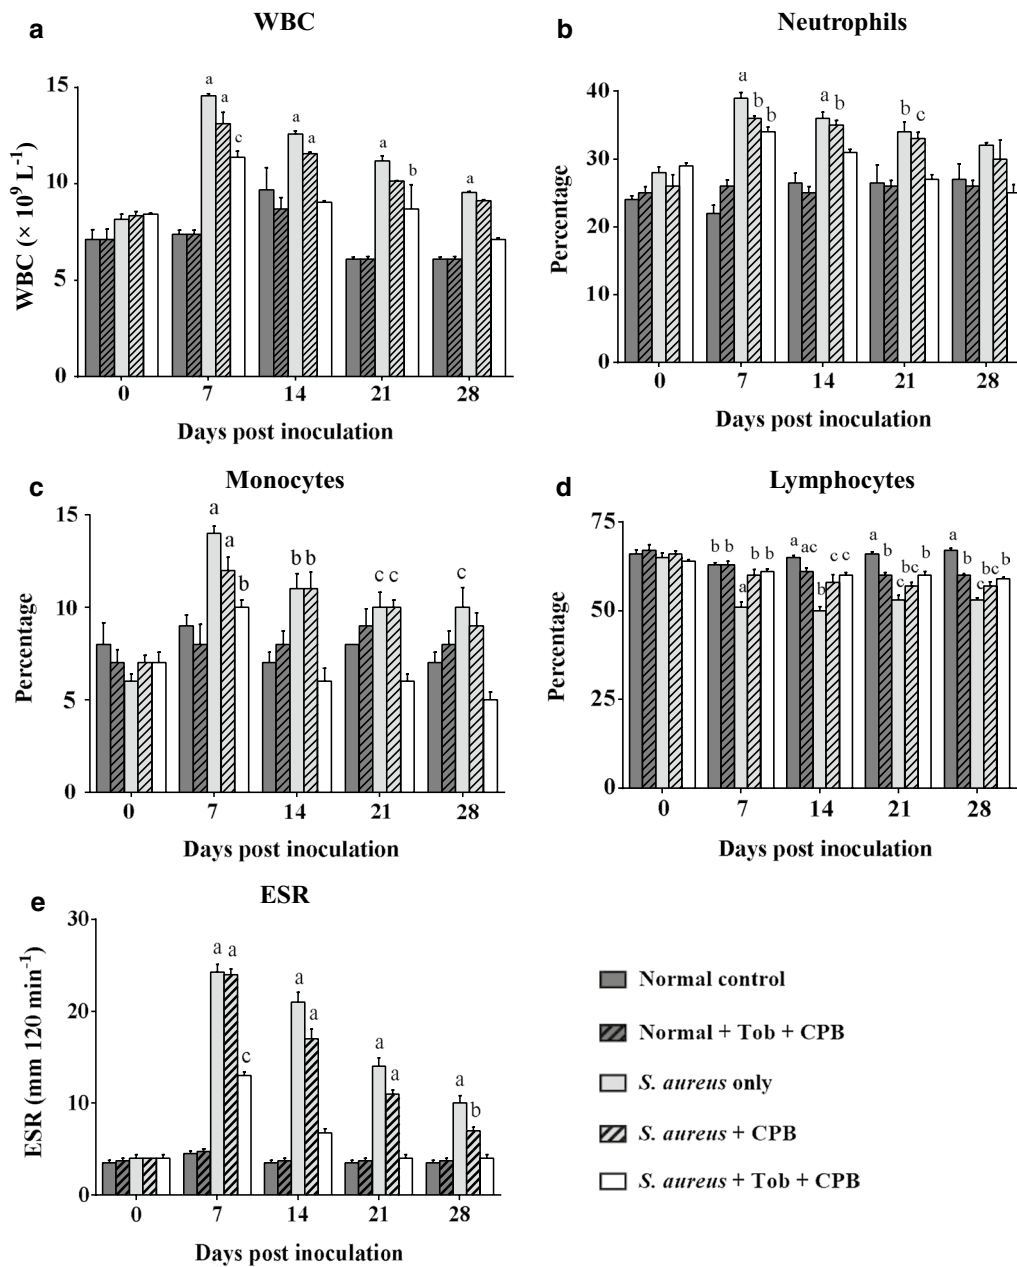 a
WBC
WBC (× 10⁹ L⁻¹)
15
10
5
0
a
a
c
a
a
a
b
a
0 7 14 21 28
Days post inoculation
b
Neutrophils
Percentage
40
30
20
10
0
a
b
b
a
b
b
c
0 7 14 21 28
Days post inoculation
c
Monocytes
Percentage
15
10
5
0
a
a
b
b b
c c
c
0 7 14 21 28
Days post inoculation
d
Lymphocytes
Percentage
75
50
25
0
b b a b b
a ac b c c
a b c bc b
a b c bc b
0 7 14 21 28
Days post inoculation
e
ESR
ESR (mm 120 min⁻¹)
30
20
10
0
a a
c
a
a
a
a
a
b
0 7 14 21 28
Days post inoculation
Normal control
Normal + Tob + CPB
S. aureus only
S. aureus + CPB
S. aureus + Tob + CPB